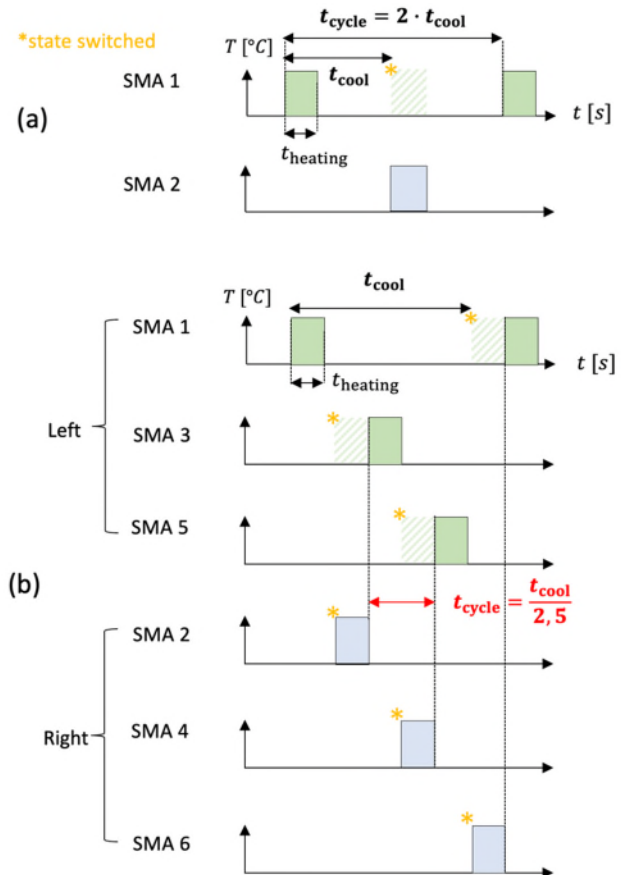 *state switched
t_cycle = 2 · t_cool
T [°C]
t_cool
*
SMA 1
t [s]
(a)
t_heating
SMA 2
T [°C]
t_cool
*
SMA 1
t [s]
t_heating
*
Left
SMA 3
*
SMA 5
(b)
t_cycle = t_cool / 2,5
*
SMA 2
*
Right
SMA 4
*
SMA 6